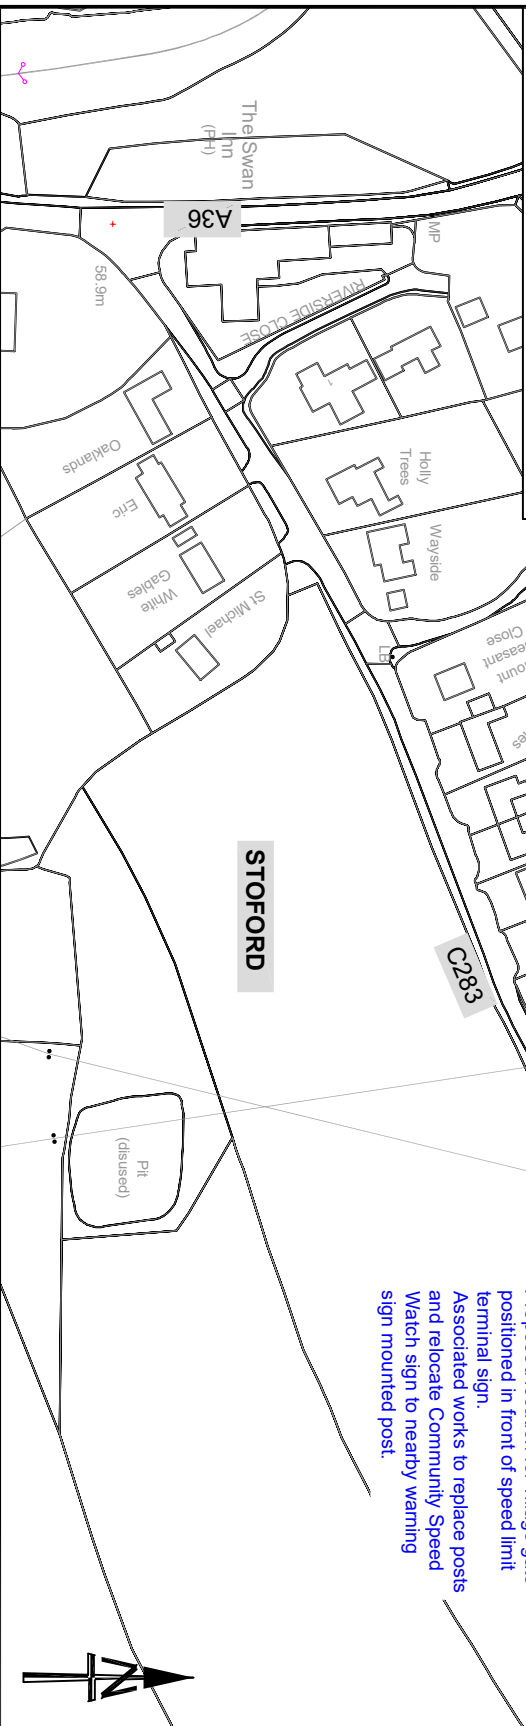 The Swan
Inn
(PH)
A36
MP
58.9m
RIVERSIDE CLOSE
1
Holly
Trees
Wayside
Oaklands
Eric
White
Gables
St Michael
LB
Close
STOFORD
C283
Pit
(disused)
positioned in front of speed limit
terminal sign.
Associated works to replace posts
and relocate Community Speed
Watch sign to nearby warning
sign mounted post.
N